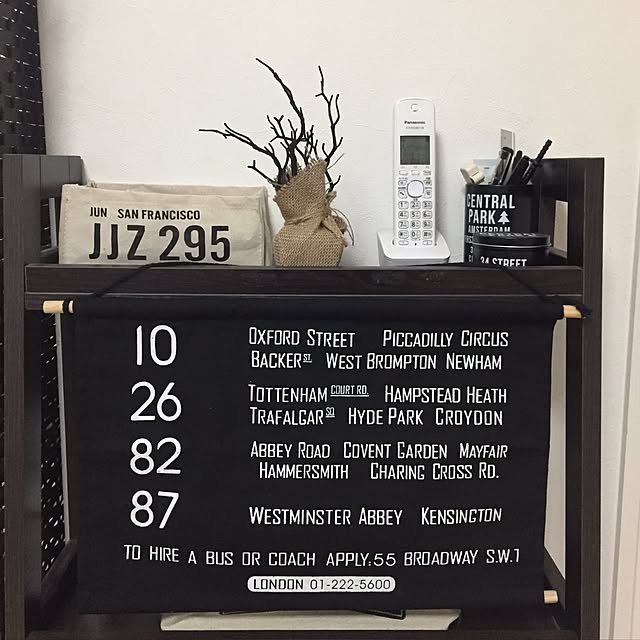 JUN SAN FRANCISCO
JJZ 295
Panasonic
CENTRAL
PARK
AMSTERDAM
34 STREET
10 OXFORD STREET PICCADILLY CIRCUS
BACKER ST. WEST BROMPTON NEWHAM
26 TOTTENHAM COURT RD. HAMPSTEAD HEATH
TRAFALGAR SQ HYDE PARK CROYDON
82 ABBEY ROAD COVENT GARDEN MAYFAIR
HAMMERSMITH CHARING CROSS RD.
87 WESTMINSTER ABBEY KENSINGTON
TO HIRE A BUS OR COACH APPLY:55 BROADWAY S.W.1
LONDON 01-222-5600